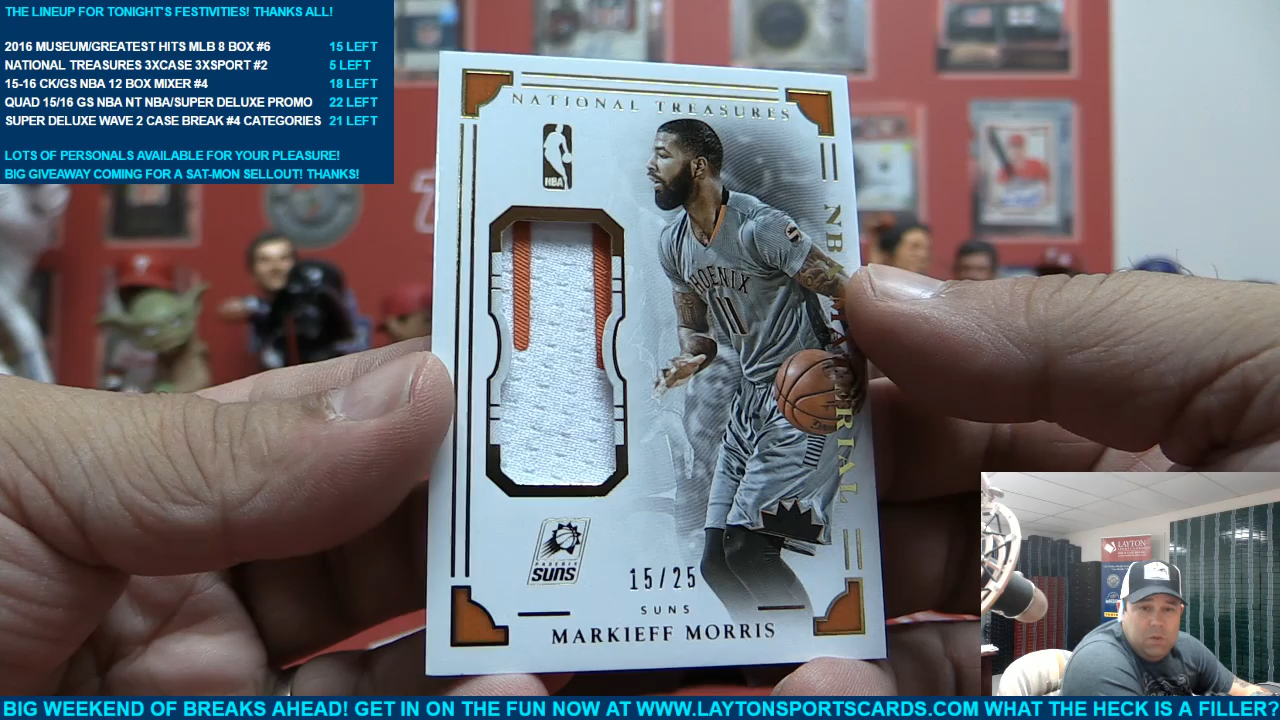 THE LINEUP FOR TONIGHT'S FESTIVITIES! THANKS ALL!
2016 MUSEUM/GREATEST HITS MLB 8 BOX #6 15 LEFT
NATIONAL TREASURES 3XCASE 3XSPORT #2 5 LEFT
15-16 CK/GS NBA 12 BOX MIXER #4 18 LEFT
QUAD 15/16 GS NBA NT NBA/SUPER DELUXE PROMO 22 LEFT
SUPER DELUXE WAVE 2 CASE BREAK #4 CATEGORIES 21 LEFT
LOTS OF PERSONALS AVAILABLE FOR YOUR PLEASURE!
BIG GIVEAWAY COMING FOR A SAT-MON SELLOUT! THANKS!
NATIONAL TREASURES
NBA
PHOENIX
11
PHOENIX
SUNS
15/25
SUNS
MARKIEFF MORRIS
LAYTON
BIG WEEKEND OF BREAKS AHEAD! GET IN ON THE FUN NOW AT WWW.LAYTONSPORTSCARDS.COM WHAT THE HECK IS A FILLER?